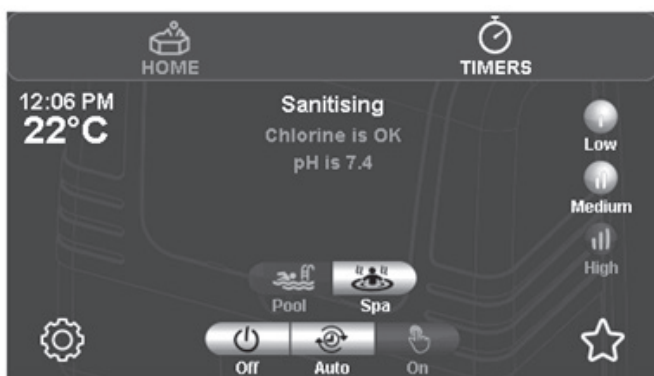 HOME
TIMERS
12:06 PM
22°C
Sanitising
Chlorine is OK
pH is 7.4
Low
Medium
High
Pool
Spa
Off
Auto
On